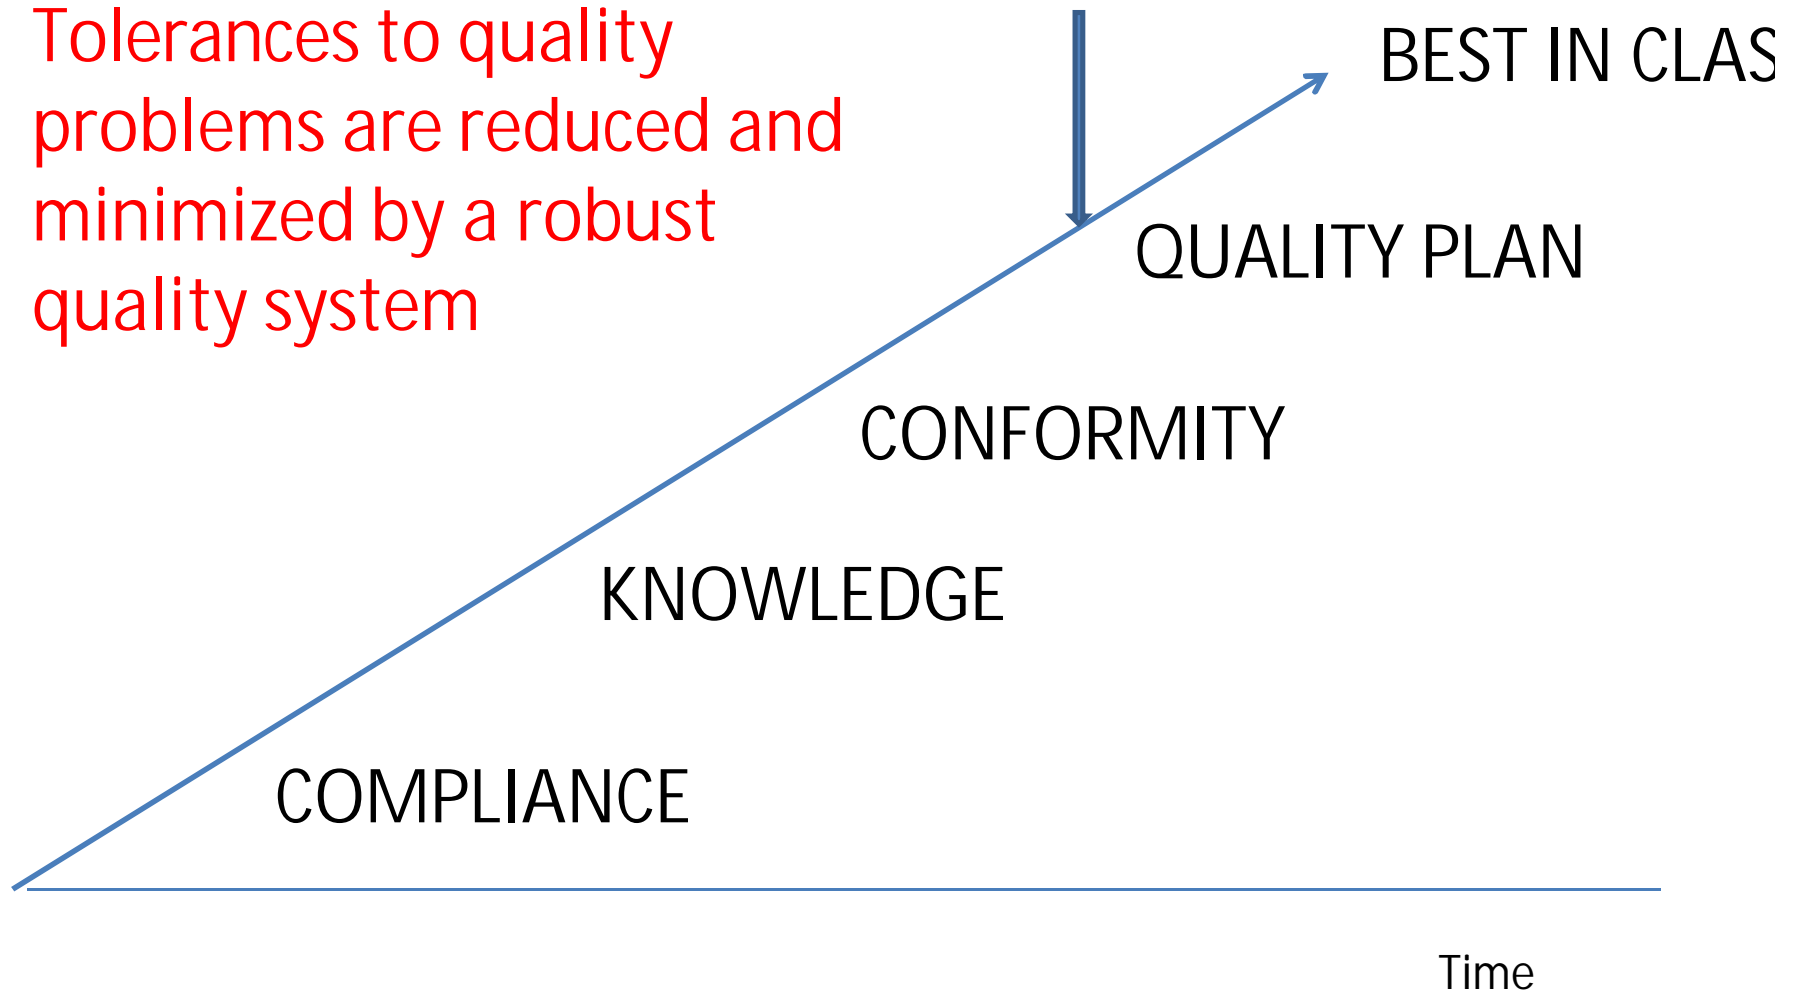 Tolerances to quality
problems are reduced and
minimized by a robust
quality system
BEST IN CLAS
QUALITY PLAN
CONFORMITY
KNOWLEDGE
COMPLIANCE
Time